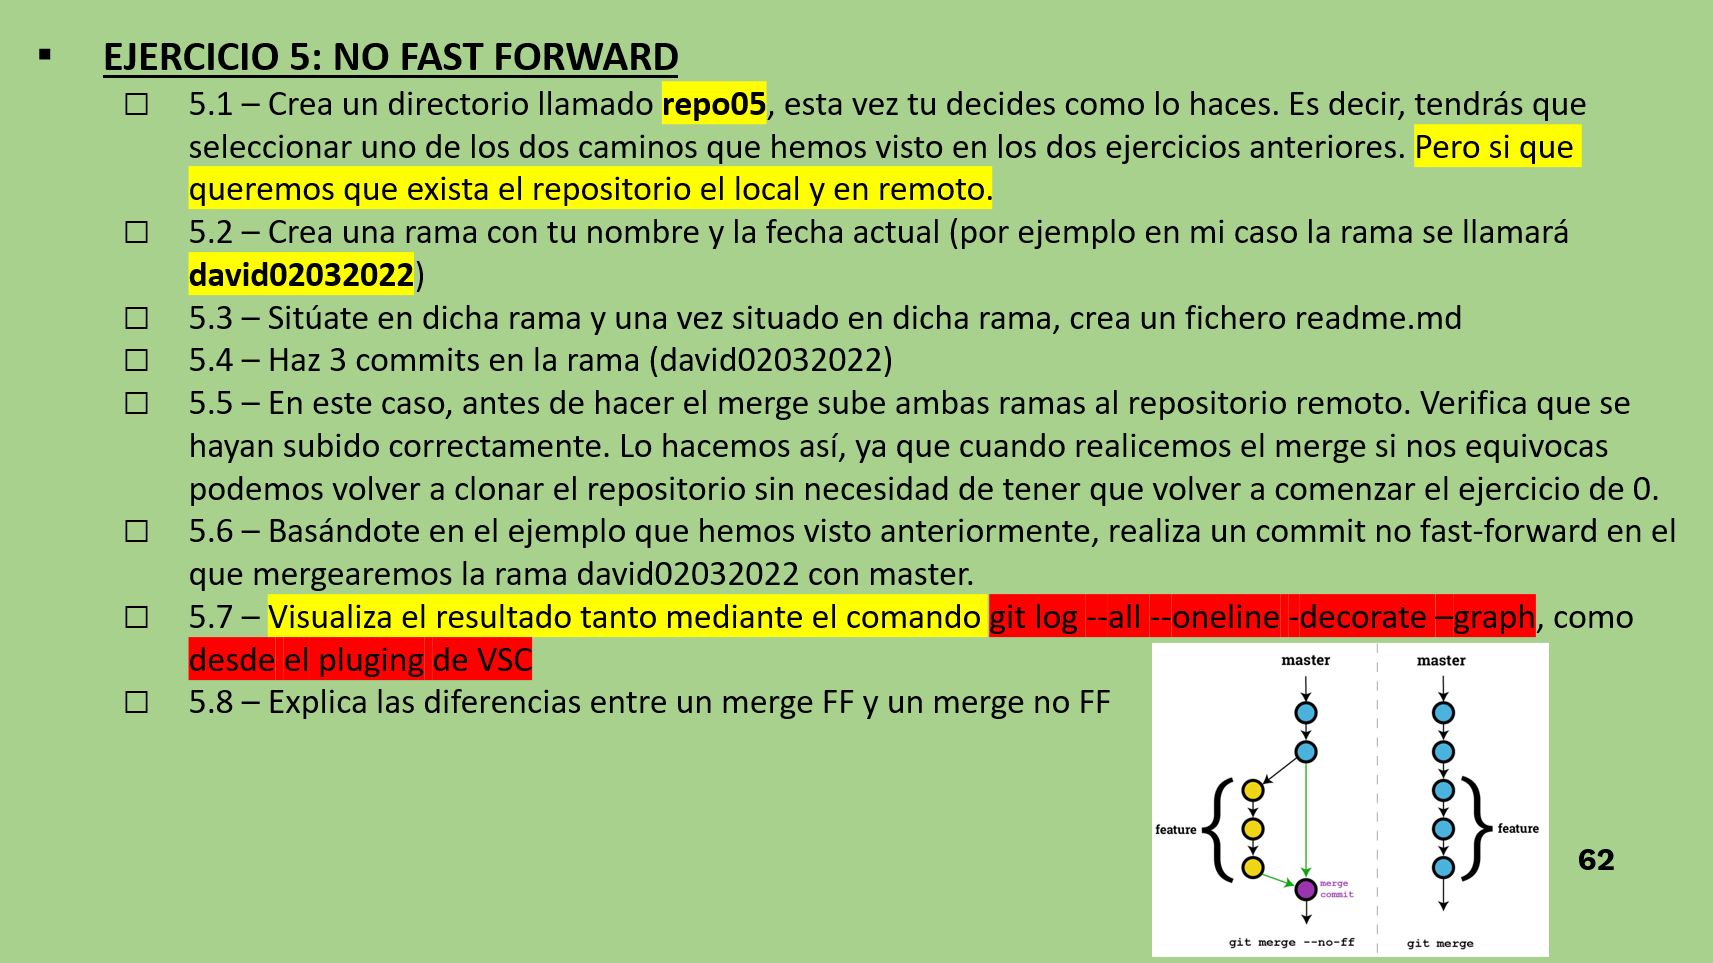 ▪ EJERCICIO 5: NO FAST FORWARD
☐ 5.1 – Crea un directorio llamado repo05, esta vez tu decides como lo haces. Es decir, tendrás que
seleccionar uno de los dos caminos que hemos visto en los dos ejercicios anteriores. Pero si que
queremos que exista el repositorio el local y en remoto.
☐ 5.2 – Crea una rama con tu nombre y la fecha actual (por ejemplo en mi caso la rama se llamará
david02032022)
☐ 5.3 – Sitúate en dicha rama y una vez situado en dicha rama, crea un fichero readme.md
☐ 5.4 – Haz 3 commits en la rama (david02032022)
☐ 5.5 – En este caso, antes de hacer el merge sube ambas ramas al repositorio remoto. Verifica que se
hayan subido correctamente. Lo hacemos así, ya que cuando realicemos el merge si nos equivocas
podemos volver a clonar el repositorio sin necesidad de tener que volver a comenzar el ejercicio de 0.
☐ 5.6 – Basándote en el ejemplo que hemos visto anteriormente, realiza un commit no fast-forward en el
que mergearemos la rama david02032022 con master.
☐ 5.7 – Visualiza el resultado tanto mediante el comando git log --all --oneline -decorate –graph, como
desde el pluging de VSC
☐ 5.8 – Explica las diferencias entre un merge FF y un merge no FF
master
feature
merge
commit
git merge --no-ff
master
feature
git merge
62